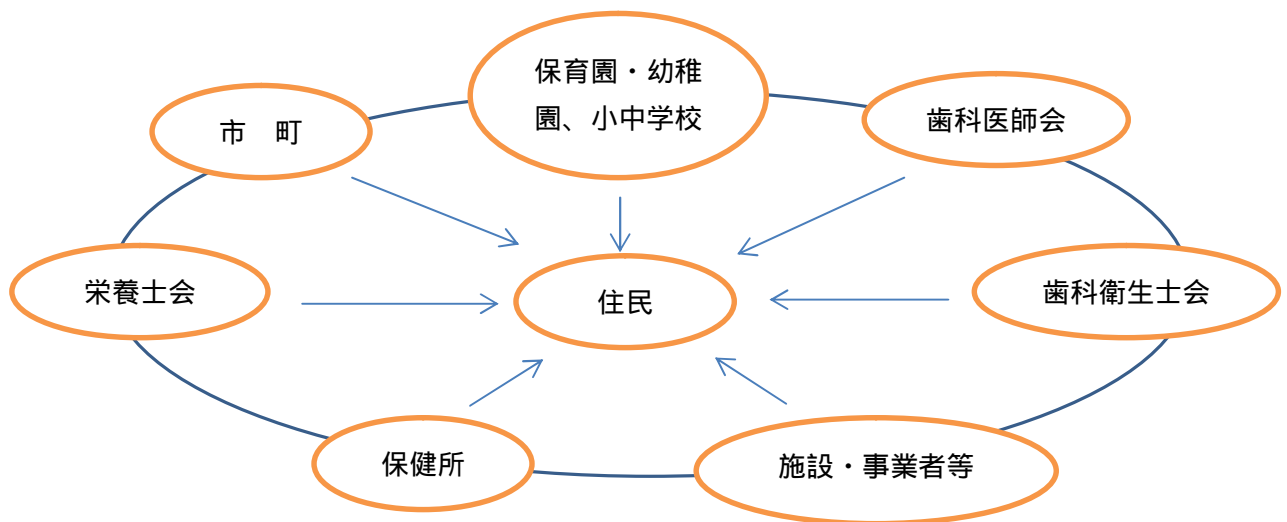 保育園・幼稚
園、小中学校
市　町
歯科医師会
栄養士会
住民
歯科衛生士会
保健所
施設・事業者等